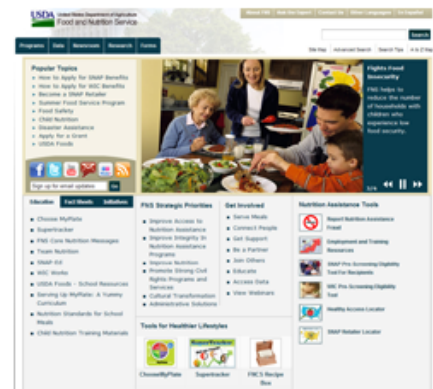 USDA United States Department of Agriculture
Food and Nutrition Service
About FNS Ask the Expert Contact Us Other Languages En Español
Search
Programs Data Newsroom Research Forms
Site Map Advanced Search Search Tips A to Z Map
Popular Topics
How to Apply for SNAP Benefits
How to Apply for WIC Benefits
Become a SNAP Retailer
Summer Food Service Program
Food Safety
Child Nutrition
Disaster Assistance
Apply for a Grant
USDA Foods
Sign up for email updates Go
Fights Food
Insecurity
FNS helps to
reduce the number
of households with
children who
experience low
food security.
Education Fact Sheets Initiatives
Choose MyPlate
Supertracker
FNS Core Nutrition Messages
Team Nutrition
SNAP-Ed
WIC Works
USDA Foods - School Resources
Serving Up MyPlate: A Yummy
Curriculum
Nutrition Standards for School
Meals
Child Nutrition Training Materials
FNS Strategic Priorities
Improve Access to
Nutrition Assistance
Improve Integrity in
Nutrition Assistance
Programs
Improve Nutrition
Promote Strong Civil
Rights Programs and
Services
Cultural Transformation
Administrative Solutions
Get Involved
Serve Meals
Connect People
Get Support
Be a Partner
Join Others
Educate
Access Data
View Webinars
Tools for Healthier Lifestyles
ChooseMyPlate
Supertracker
FNCS Recipe
Box
Nutrition Assistance Tools
Report Nutrition Assistance
Fraud
Employment and Training
Resources
SNAP Pre-Screening Eligibility
Tool For Recipients
WIC Pre-Screening Eligibility
Tool
Healthy Access Locator
SNAP Retailer Locator